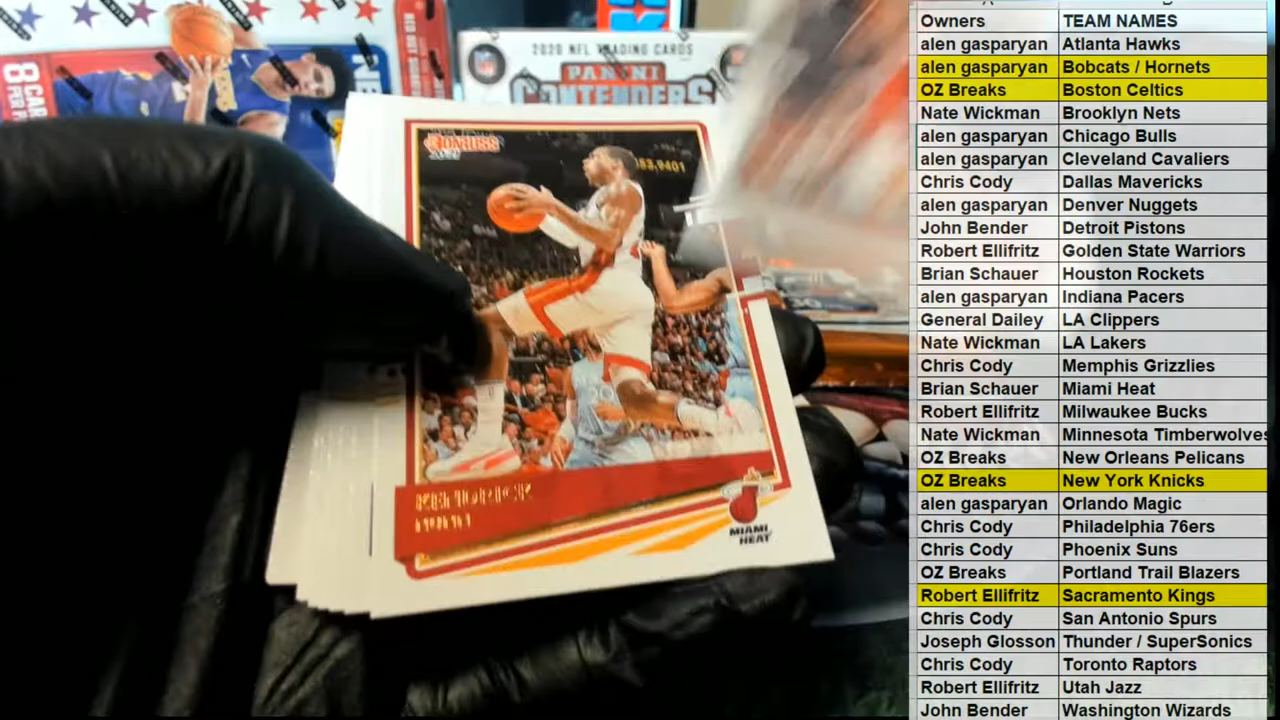 Owners TEAM NAMES
alen gasparyan Atlanta Hawks
alen gasparyan Bobcats / Hornets
OZ Breaks Boston Celtics
Nate Wickman Brooklyn Nets
alen gasparyan Chicago Bulls
alen gasparyan Cleveland Cavaliers
Chris Cody Dallas Mavericks
alen gasparyan Denver Nuggets
John Bender Detroit Pistons
Robert Ellifritz Golden State Warriors
Brian Schauer Houston Rockets
alen gasparyan Indiana Pacers
General Dailey LA Clippers
Nate Wickman LA Lakers
Chris Cody Memphis Grizzlies
Brian Schauer Miami Heat
Robert Ellifritz Milwaukee Bucks
Nate Wickman Minnesota Timberwolves
OZ Breaks New Orleans Pelicans
OZ Breaks New York Knicks
alen gasparyan Orlando Magic
Chris Cody Philadelphia 76ers
Chris Cody Phoenix Suns
OZ Breaks Portland Trail Blazers
Robert Ellifritz Sacramento Kings
Chris Cody San Antonio Spurs
Joseph Glosson Thunder / SuperSonics
Chris Cody Toronto Raptors
Robert Ellifritz Utah Jazz
John Bender Washington Wizards
2020 NFL TRADING CARDS
PANINI
CONTENDERS
8 CAR
DONRUSS
83.9401
KENDRICK
MIAMI
HEAT